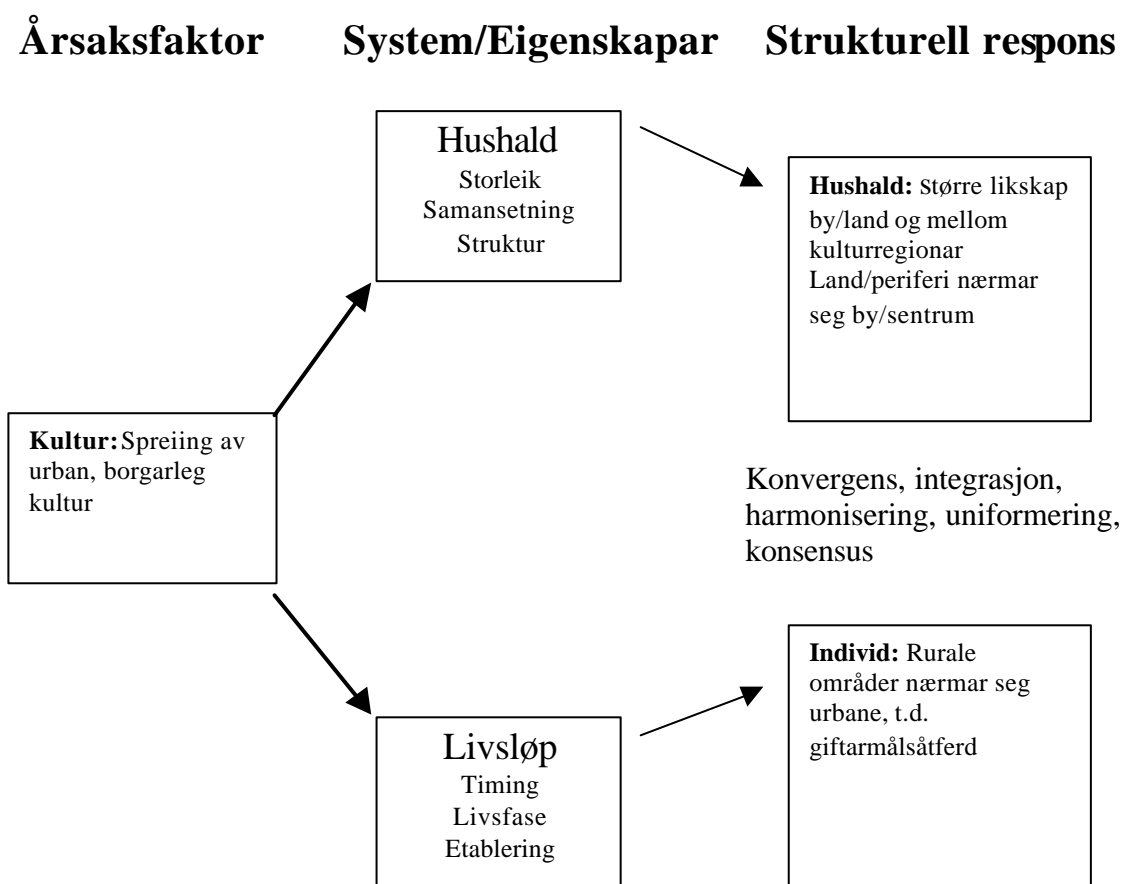 Årsaksfaktor System/Eigenskapar Strukturell respons
Hushald
Storleik
Samansetning
Struktur
Hushald: Større likskap
by/land og mellom
kulturregionar
Land/periferi nærmar
seg by/sentrum
Kultur: Spreiing av
urban, borgarleg
kultur
Konvergens, integrasjon,
harmonisering, uniformering,
konsensus
Livsløp
Timing
Livsfase
Etablering
Individ: Rurale
områder nærmar seg
urbane, t.d.
giftarmålsåtferd